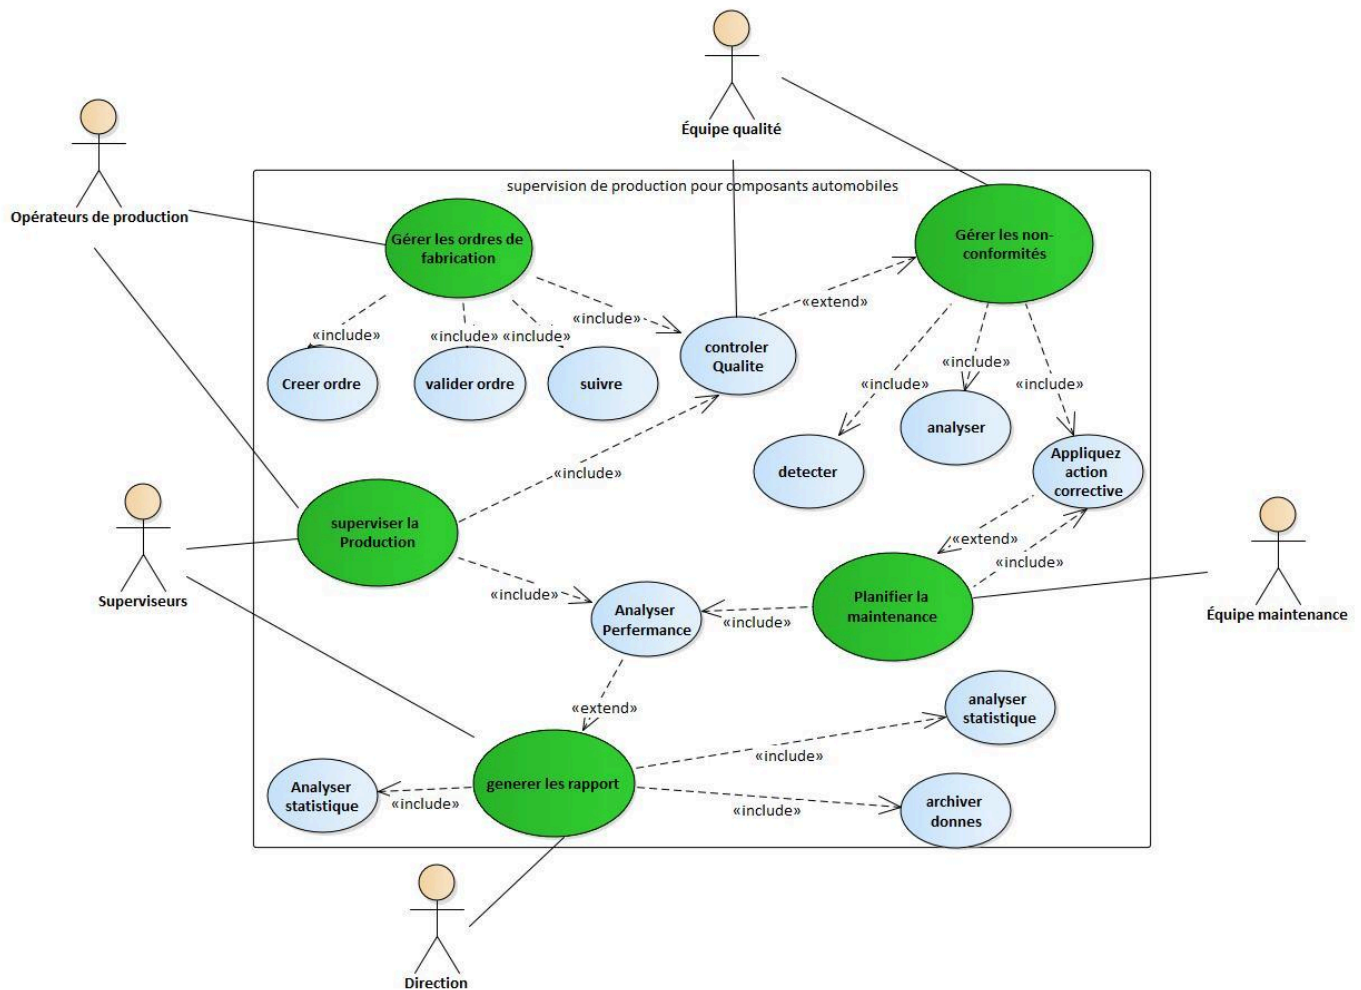 Équipe qualité
supervision de production pour composants automobiles
Opérateurs de production
Gérer les ordres de
fabrication
Gérer les non-
conformités
«extend»
«include»
«include»
«include»
«include»
controler
Qualite
Creer ordre
valider ordre
suivre
«include»
«include»
«include»
analyser
detecter
Appliquez
action
corrective
«include»
superviser la
Production
Superviseurs
«extend»
«include»
«include»
Analyser
Perfermance
«include»
Planifier la
maintenance
Équipe maintenance
«extend»
analyser
statistique
«include»
generer les rapport
Analyser
statistique
«include»
«include»
archiver
donnes
Direction